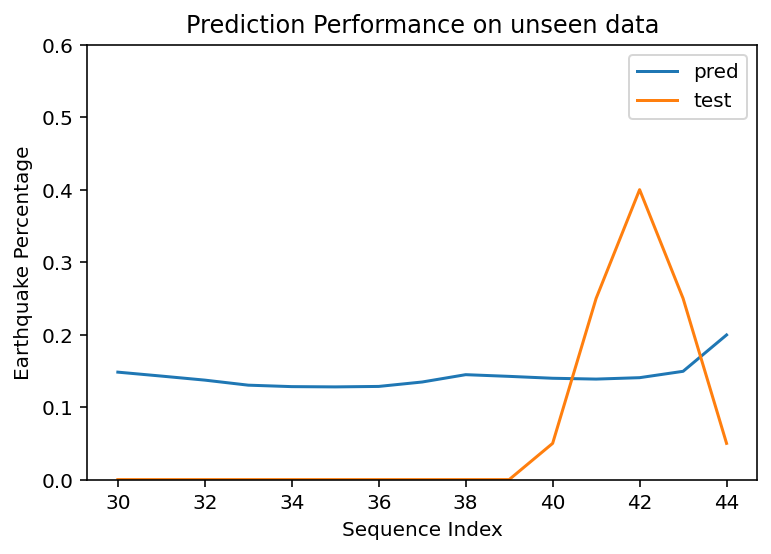 Prediction Performance on unseen data
pred
test
Earthquake Percentage
0.6
0.5
0.4
0.3
0.2
0.1
0.0
30 32 34 36 38 40 42 44
Sequence Index